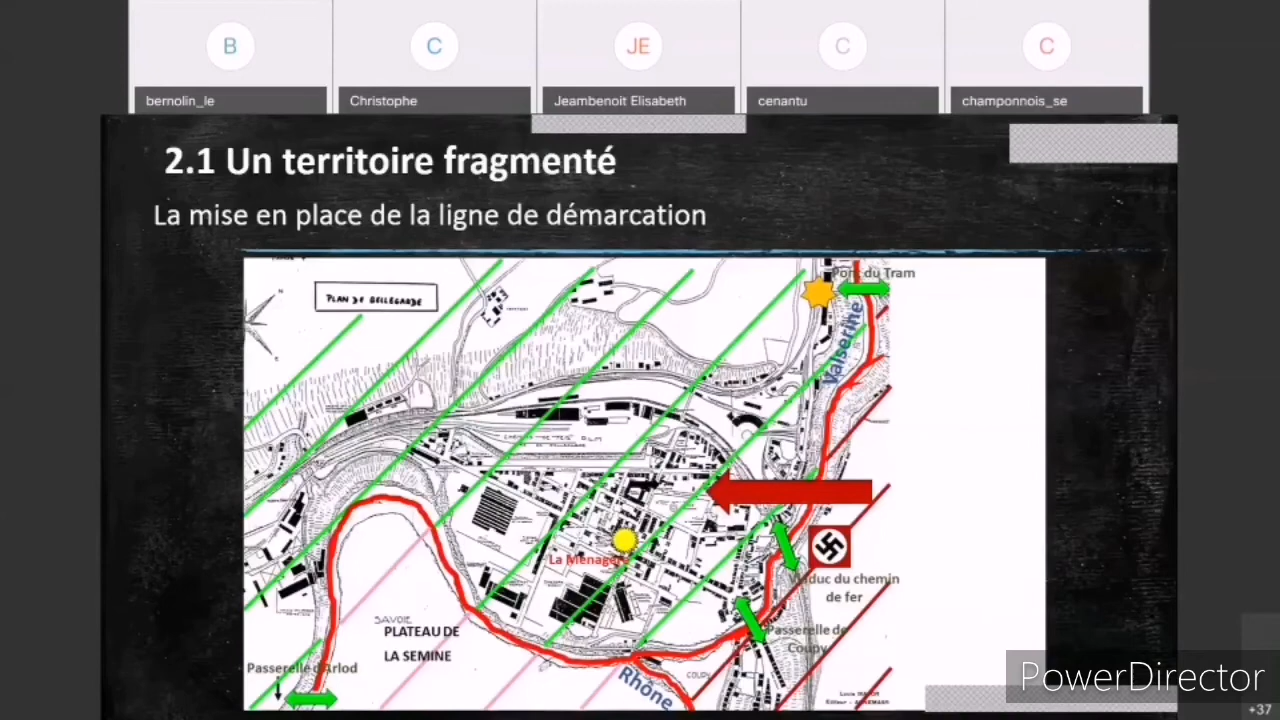 B
C
JE
C
C
bernolin_le
Christophe
Jeambenoit Elisabeth
cenantu
champonnois_se
2.1 Un territoire fragmenté
La mise en place de la ligne de démarcation
Pont du Tram
PLAN DE BELLEGARDE
Valserine
La Ménagère
Viaduc du chemin
de fer
SAVOIE
PLATEAU DE
LA SEMINE
Passerelle de
Coupy
Passerelle d'Arlod
COUPY
Rhône
PowerDirector
+37